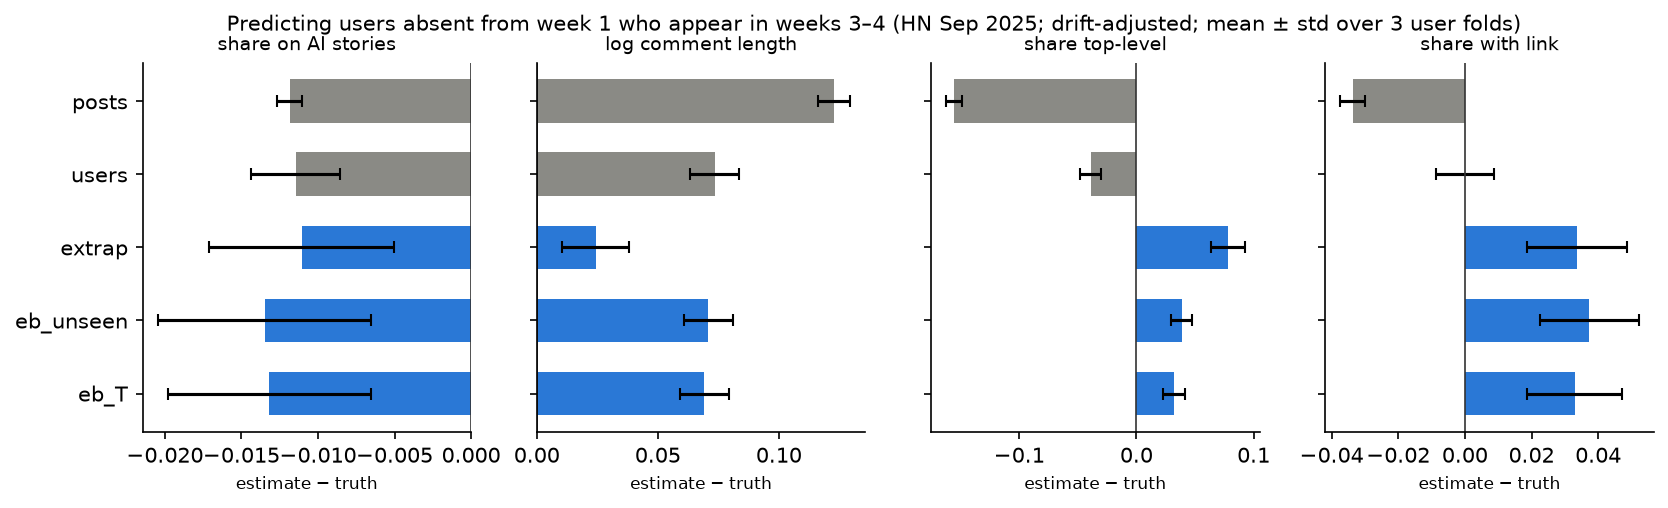 Predicting users absent from week 1 who appear in weeks 3–4 (HN Sep 2025; drift-adjusted; mean ± std over 3 user folds)
share on AI stories
log comment length
share top-level
share with link
posts
users
extrap
eb_unseen
eb_T
−0.020 −0.015 −0.010 −0.005 0.000
0.00 0.05 0.10
−0.1 0.0 0.1
−0.04 −0.02 0.00 0.02 0.04
estimate − truth
estimate − truth
estimate − truth
estimate − truth